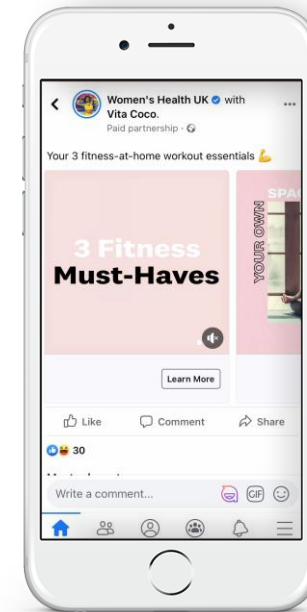 Women's Health UK with
Vita Coco.
Paid partnership ·
Your 3 fitness-at-home workout essentials
3 Fitness
Must-Haves
SPA
YOUR OWN
Learn More
Like
Comment
Share
30
Write a comment...
GIF